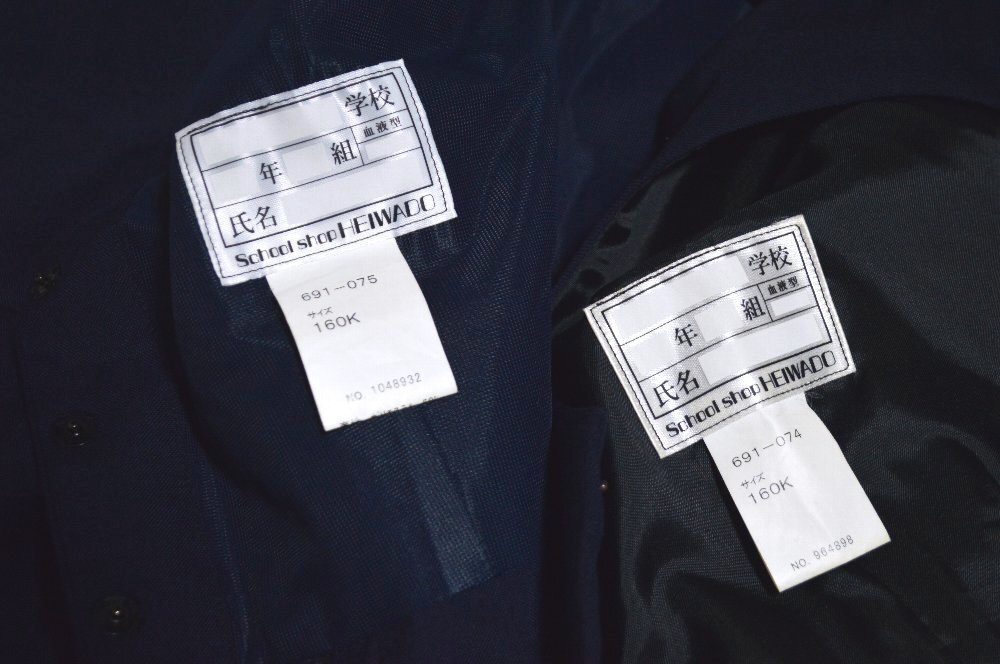 学校
血液型
年 組
氏名
School shop HEIWADO
691-075
サイズ
160K
NO. 1048932
学校
血液型
年 組
氏名
School shop HEIWADO
691-074
サイズ
160K
NO. 964898